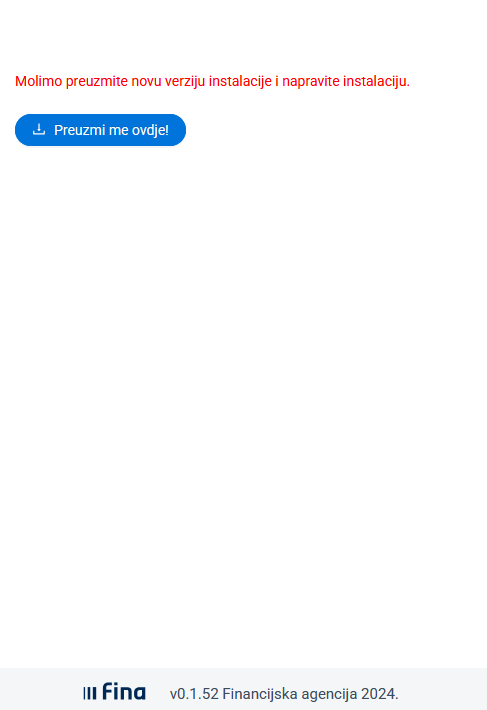 Molimo preuzmite novu verziju instalacije i napravite instalaciju.
Preuzmi me ovdje!
fina v0.1.52 Financijska agencija 2024.